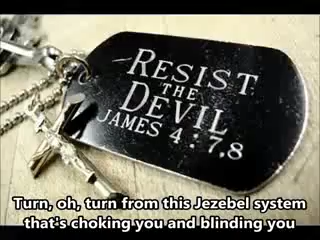 RESIST
THE
DEVIL
JAMES 4:7,8
Turn, oh, turn from this Jezebel system
that's choking you and blinding you